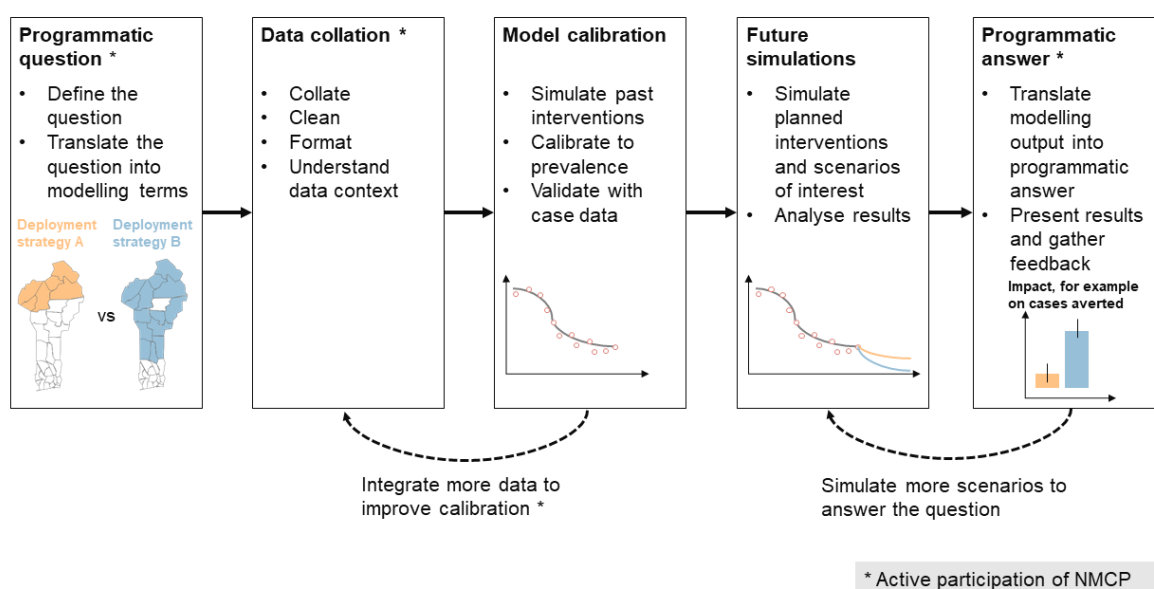 Programmatic
question *
• Define the
question
• Translate the
question into
modelling terms
Deployment
strategy A
Deployment
strategy B
vs
Data collation *
• Collate
• Clean
• Format
• Understand
data context
Model calibration
• Simulate past
interventions
• Calibrate to
prevalence
• Validate with
case data
Future
simulations
• Simulate
planned
interventions
and scenarios
of interest
• Analyse results
Programmatic
answer *
• Translate
modelling
output into
programmatic
answer
• Present results
and gather
feedback
Impact, for example
on cases averted
Integrate more data to
improve calibration *
Simulate more scenarios to
answer the question
* Active participation of NMCP